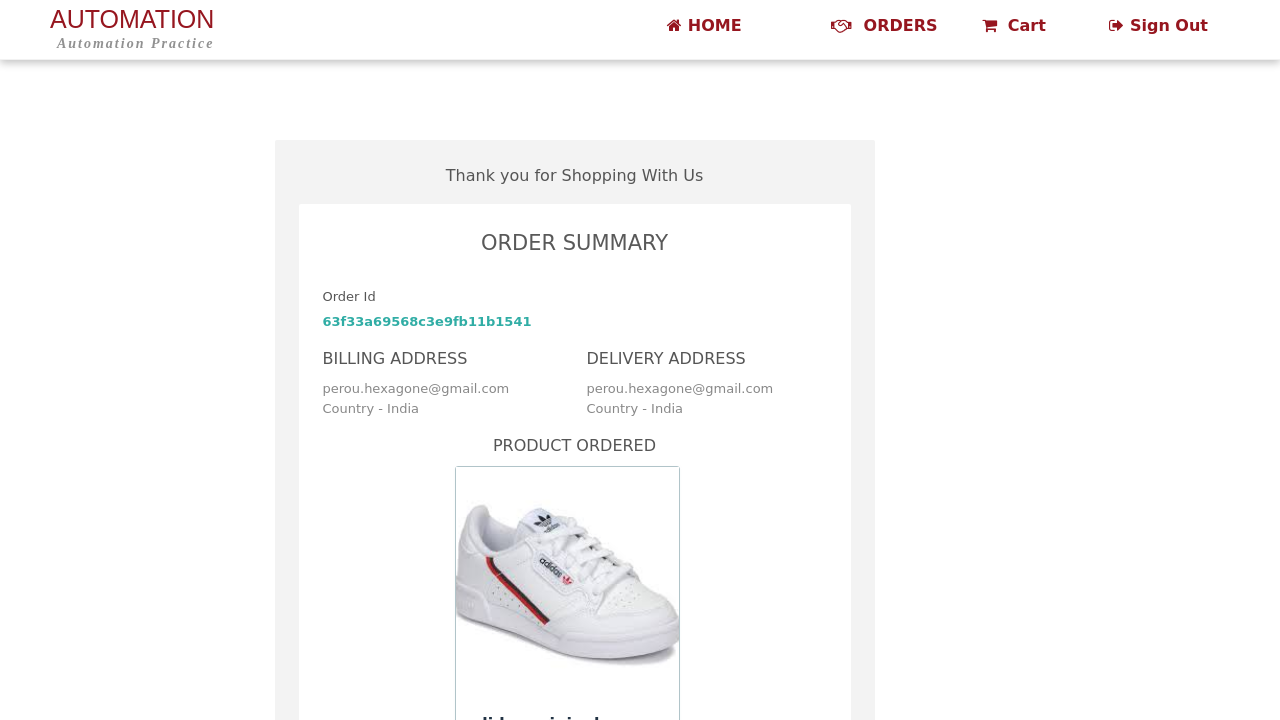 AUTOMATION
Automation Practice
HOME
ORDERS
Cart
Sign Out
Thank you for Shopping With Us
ORDER SUMMARY
Order Id
63f33a69568c3e9fb11b1541
BILLING ADDRESS
DELIVERY ADDRESS
perou.hexagone@gmail.com
perou.hexagone@gmail.com
Country - India
Country - India
PRODUCT ORDERED
adidas